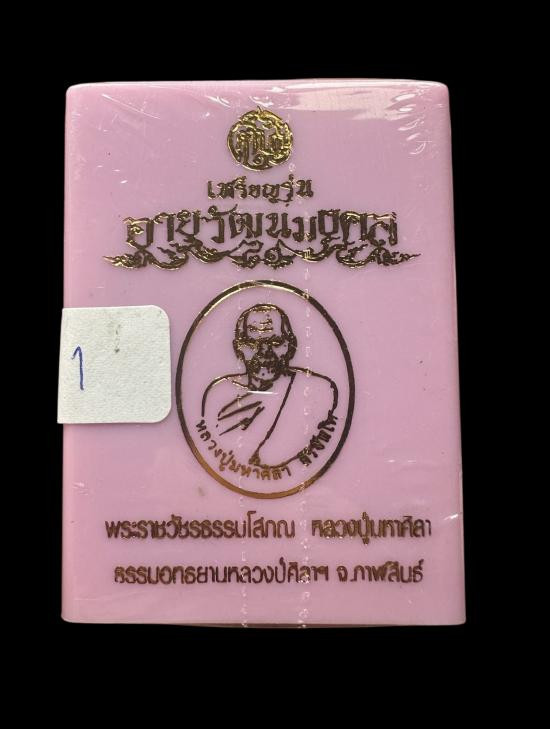 เหรียญรุ่น
อายุวัฒน์มงคล
๘๑
1
หลวงปู่มหาศิลา สิริจันโท
พระราชวัชรธรรมโสภณ หลวงปู่มหาศิลา
ธรรมอุทธยานหลวงปู่ศิลาฯ จ.กาฬสินธุ์